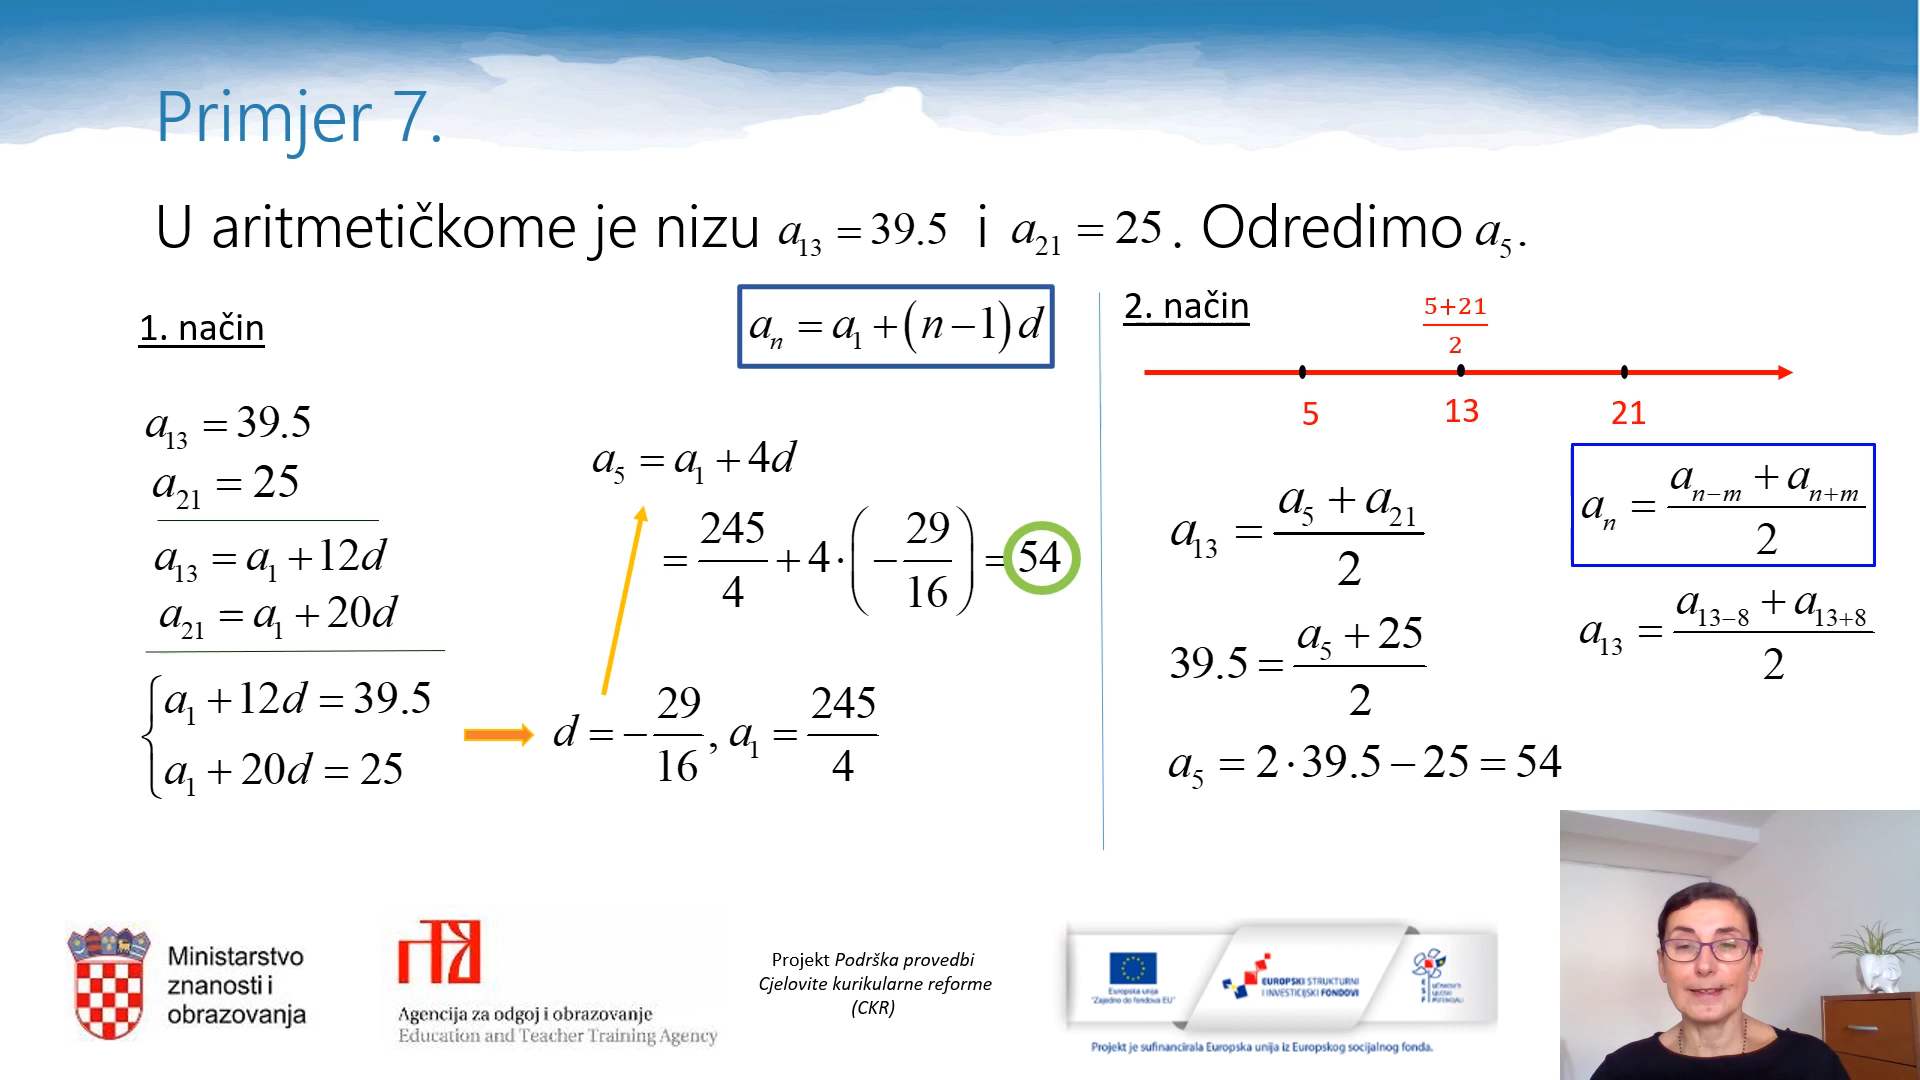 Primjer 7.
U aritmetičkome je nizu a₁₃ = 39.5 i a₂₁ = 25. Odredimo a₅.
1. način
aₙ = a₁ + (n−1)d
a₁₃ = 39.5
a₂₁ = 25
a₁₃ = a₁ + 12d
a₂₁ = a₁ + 20d
a₁ + 12d = 39.5
a₁ + 20d = 25
d = −29/16, a₁ = 245/4
a₅ = a₁ + 4d
= 245/4 + 4·(−29/16) = 54
2. način
5+21/2
5 13 21
a₁₃ = (a₅ + a₂₁)/2
39.5 = (a₅ + 25)/2
a₅ = 2·39.5 − 25 = 54
aₙ = (aₙ₋ₘ + aₙ₊ₘ)/2
a₁₃ = (a₁₃₋₈ + a₁₃₊₈)/2
Ministarstvo
znanosti i
obrazovanja
Agencija za odgoj i obrazovanje
Education and Teacher Training Agency
Projekt Podrška provedbi
Cjelovite kurikularne reforme
(CKR)
Europska unija
"Zajedno do fondova EU"
EUROPSKI STRUKTURNI
I INVESTICIJSKI FONDOVI
Projekt je sufinancirala Europska unija iz Europskog socijalnog fonda.